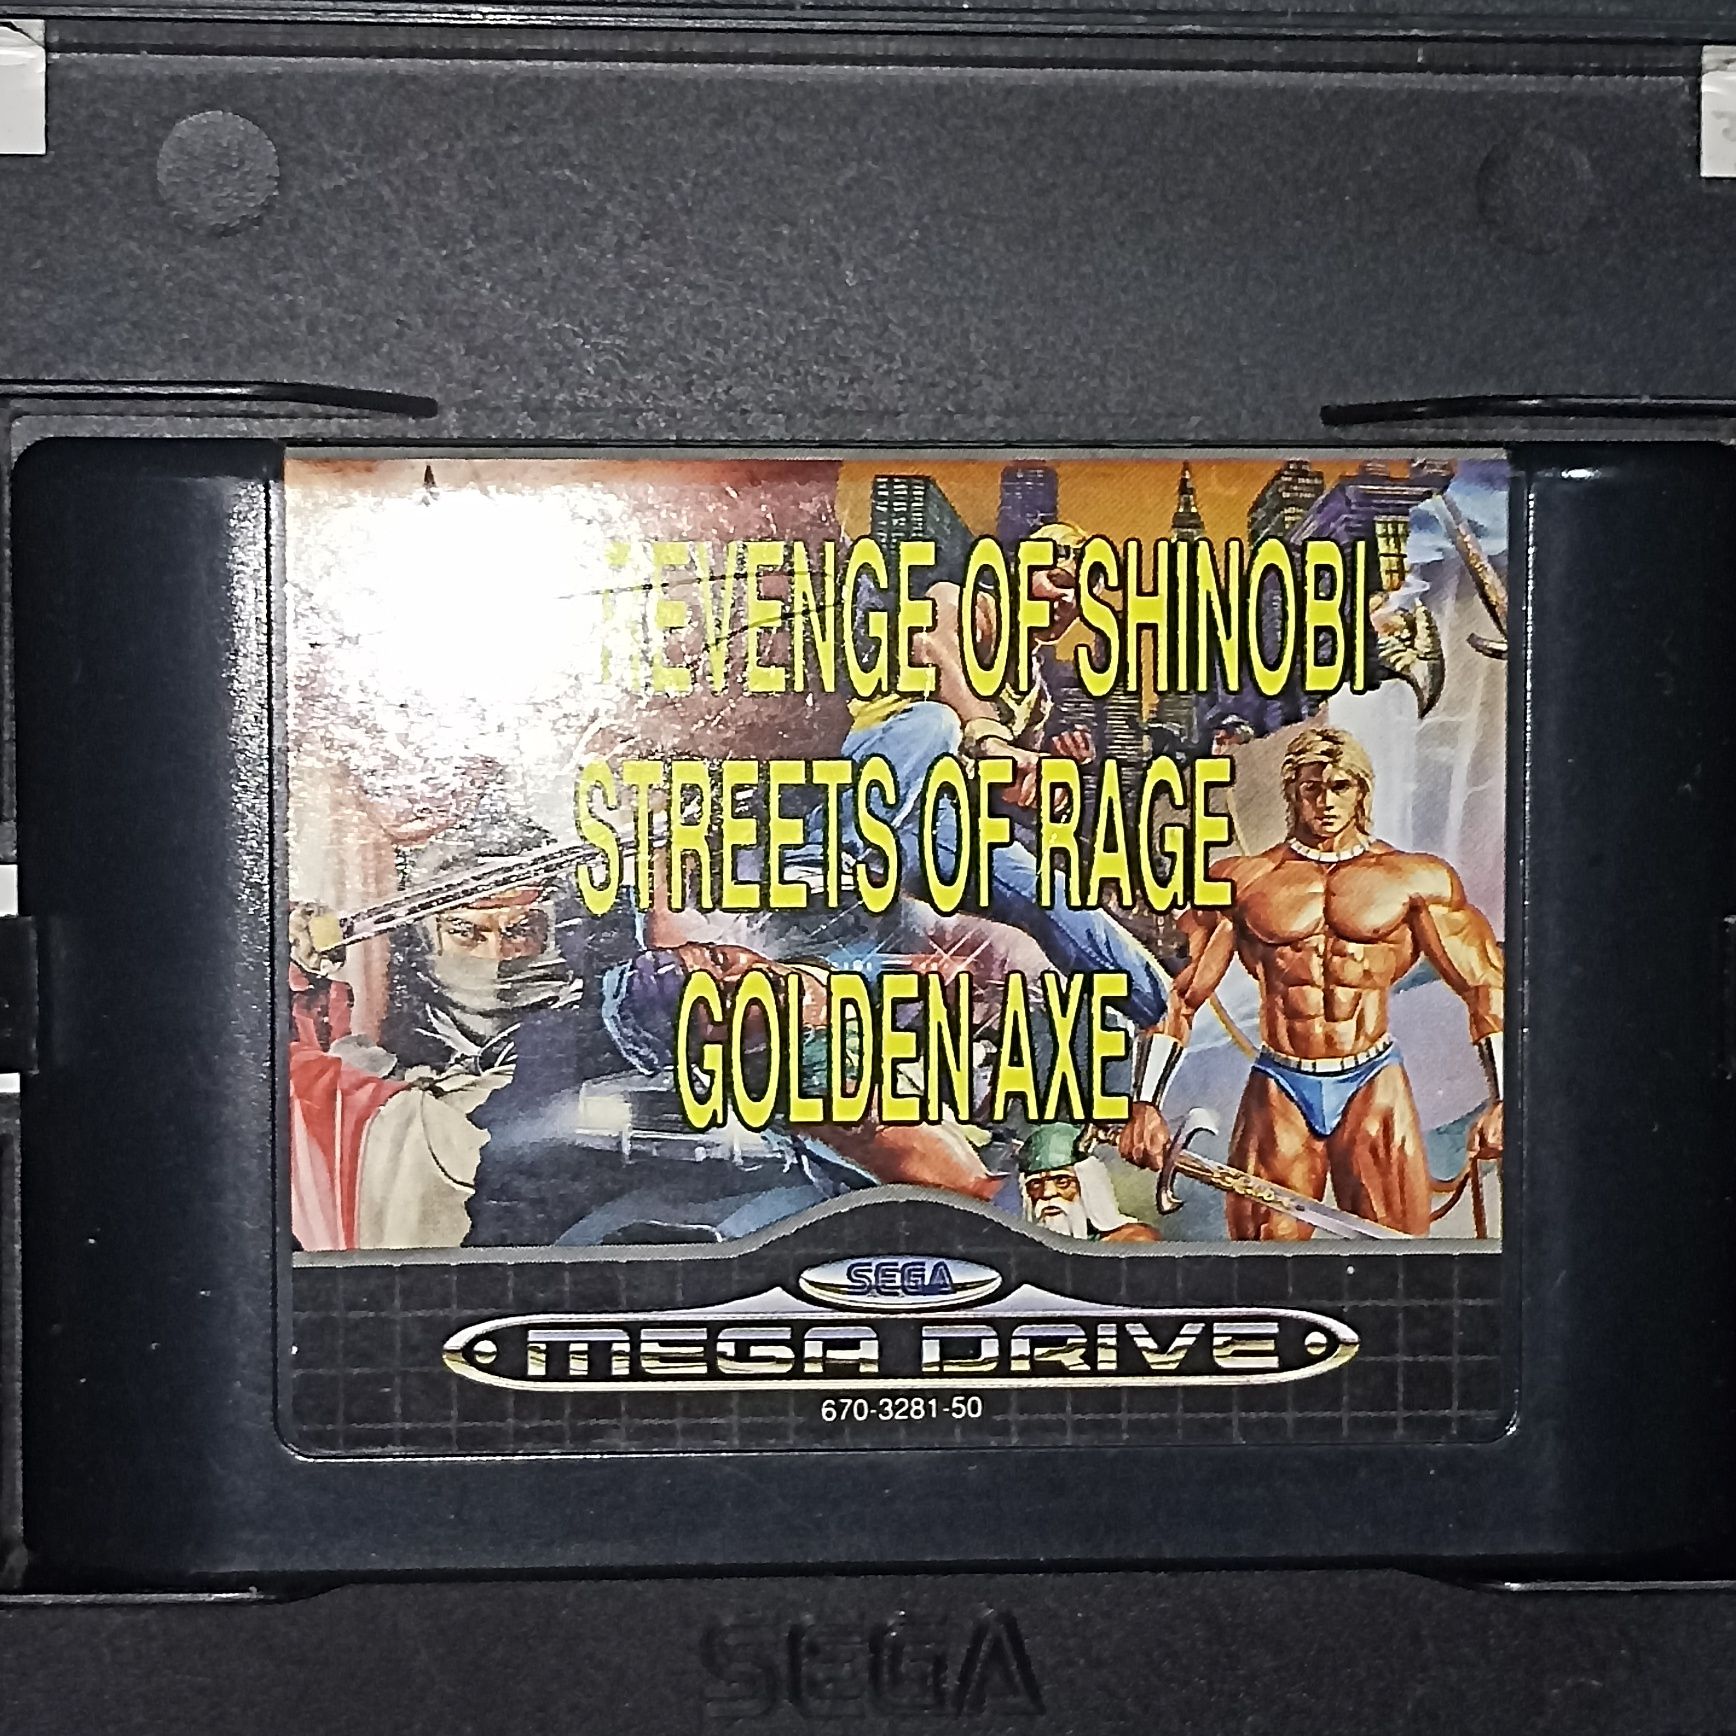 REVENGE OF SHINOBI
STREETS OF RAGE
GOLDEN AXE
SEGA
MEGA DRIVE
670-3281-50
SEGA